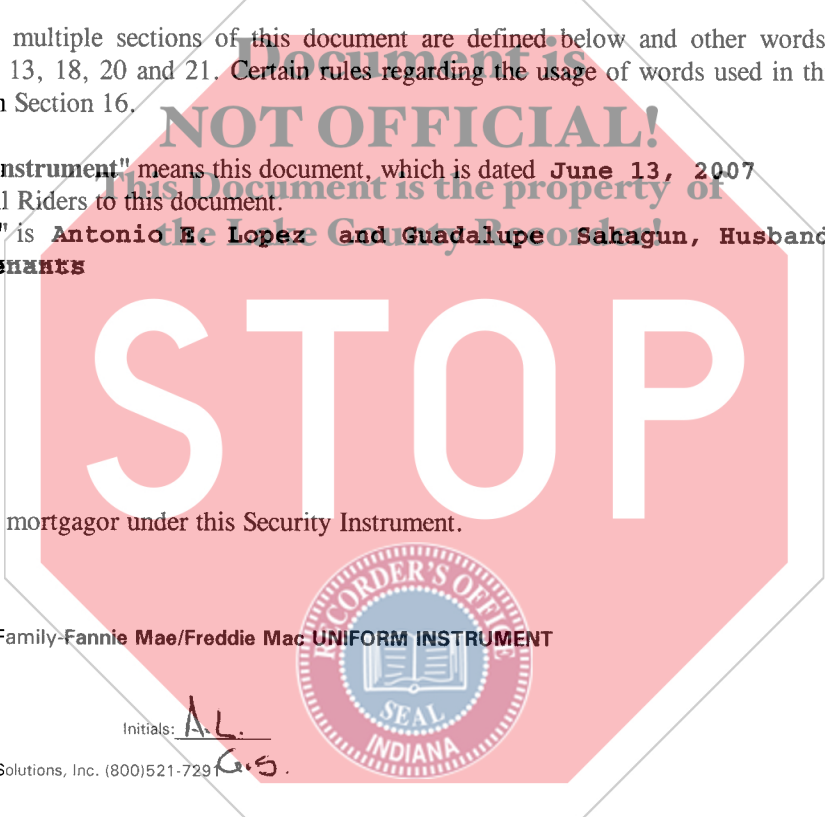 multiple sections of this document are defined below and other words
13, 18, 20 and 21. Certain rules regarding the usage of words used in th
n Section 16.
Document is
NOT OFFICIAL!
This Document is the property of
the Lake County Recorder!
nstrument" means this document, which is dated June 13, 2007
l Riders to this document.
" is Antonio E. Lopez and Guadalupe Sahagun, Husband
enants
STOP
mortgagor under this Security Instrument.
RECORDER'S OFFICE
SEAL
INDIANA
Family-Fannie Mae/Freddie Mac UNIFORM INSTRUMENT
Initials: A.L.
Solutions, Inc. (800)521-7291 G.S.